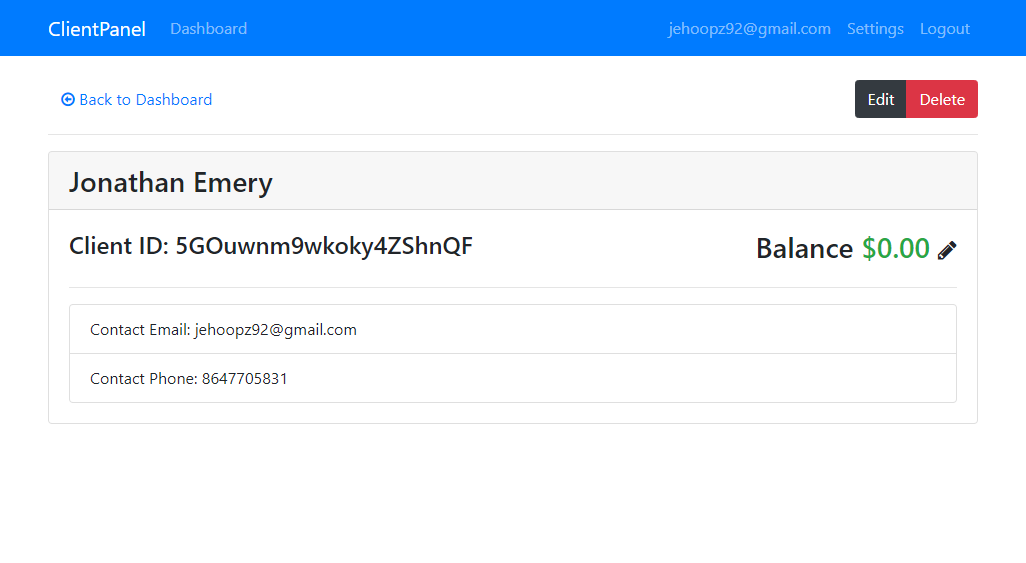 ClientPanel Dashboard jehoopz92@gmail.com Settings Logout
Back to Dashboard Edit Delete
Jonathan Emery
Client ID: 5GOuwnm9wkoky4ZShnQF Balance $0.00
Contact Email: jehoopz92@gmail.com
Contact Phone: 8647705831